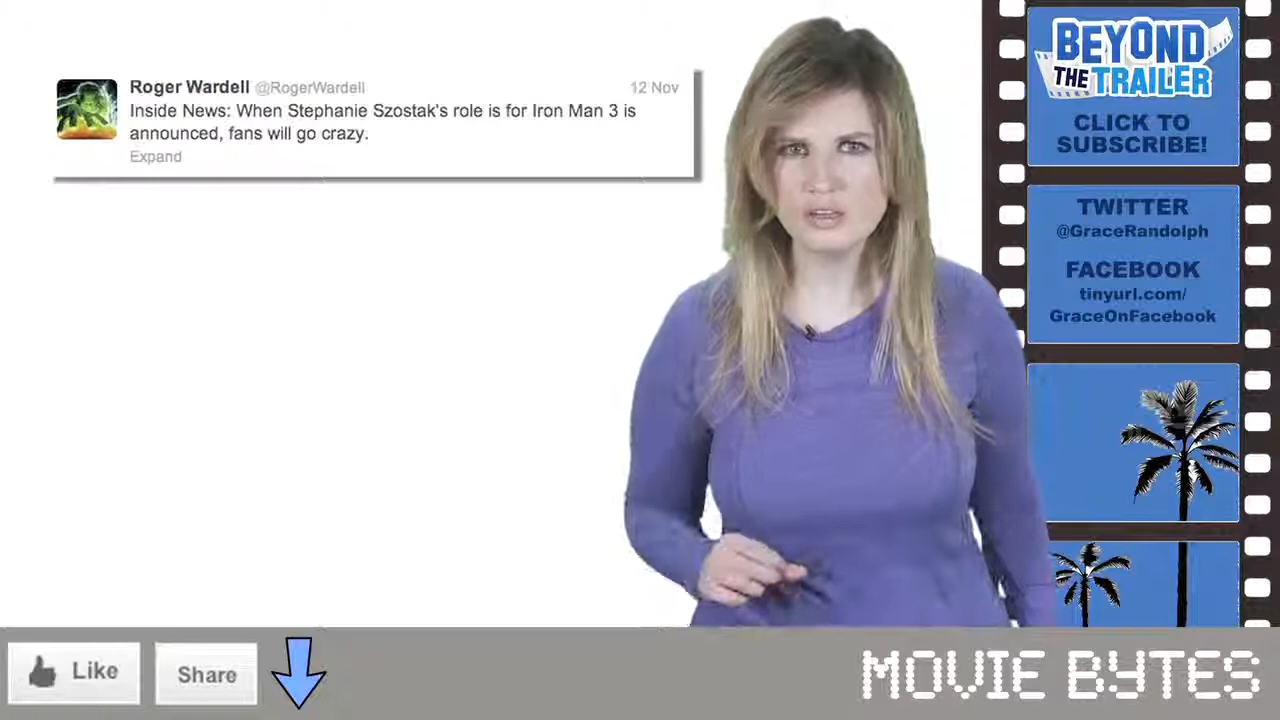 Roger Wardell @RogerWardell 12 Nov
Inside News: When Stephanie Szostak's role is for Iron Man 3 is
announced, fans will go crazy.
Expand
BEYOND
THE TRAILER
CLICK TO
SUBSCRIBE!
TWITTER
@GraceRandolph
FACEBOOK
tinyurl.com/
GraceOnFacebook
Like
Share
MOVIE BYTES